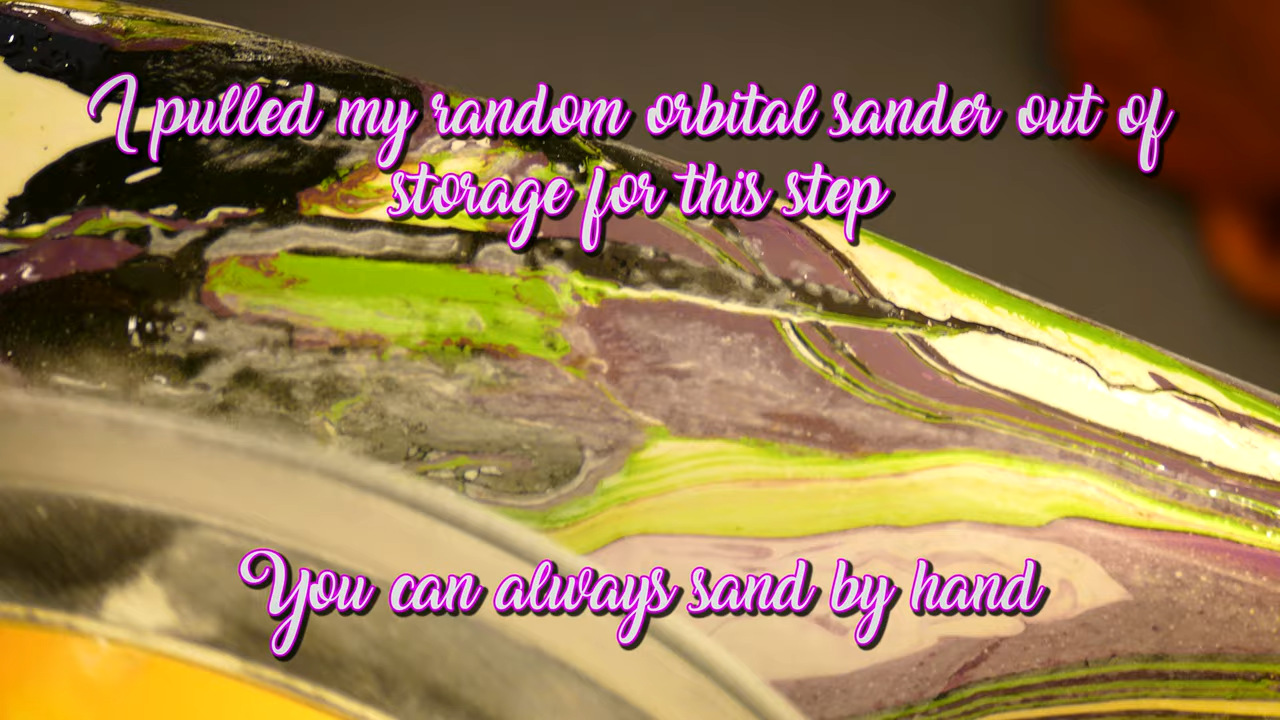 I pulled my random orbital sander out of
storage for this step
You can always sand by hand